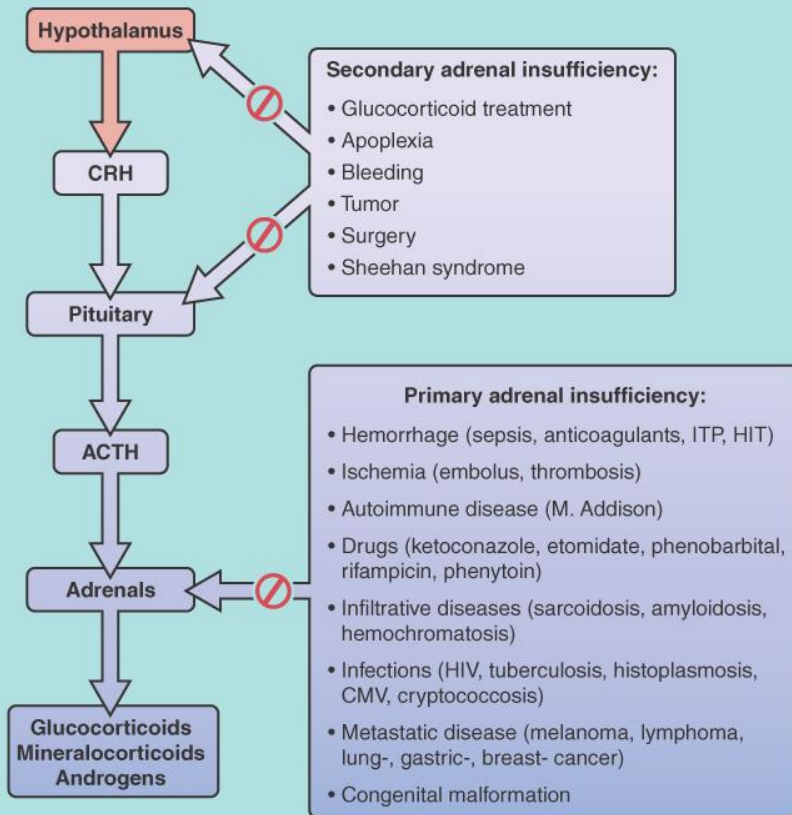 Hypothalamus
CRH
Pituitary
ACTH
Adrenals
Glucocorticoids
Mineralocorticoids
Androgens
Secondary adrenal insufficiency:
• Glucocorticoid treatment
• Apoplexia
• Bleeding
• Tumor
• Surgery
• Sheehan syndrome
Primary adrenal insufficiency:
• Hemorrhage (sepsis, anticoagulants, ITP, HIT)
• Ischemia (embolus, thrombosis)
• Autoimmune disease (M. Addison)
• Drugs (ketoconazole, etomidate, phenobarbital,
rifampicin, phenytoin)
• Infiltrative diseases (sarcoidosis, amyloidosis,
hemochromatosis)
• Infections (HIV, tuberculosis, histoplasmosis,
CMV, cryptococcosis)
• Metastatic disease (melanoma, lymphoma,
lung-, gastric-, breast- cancer)
• Congenital malformation